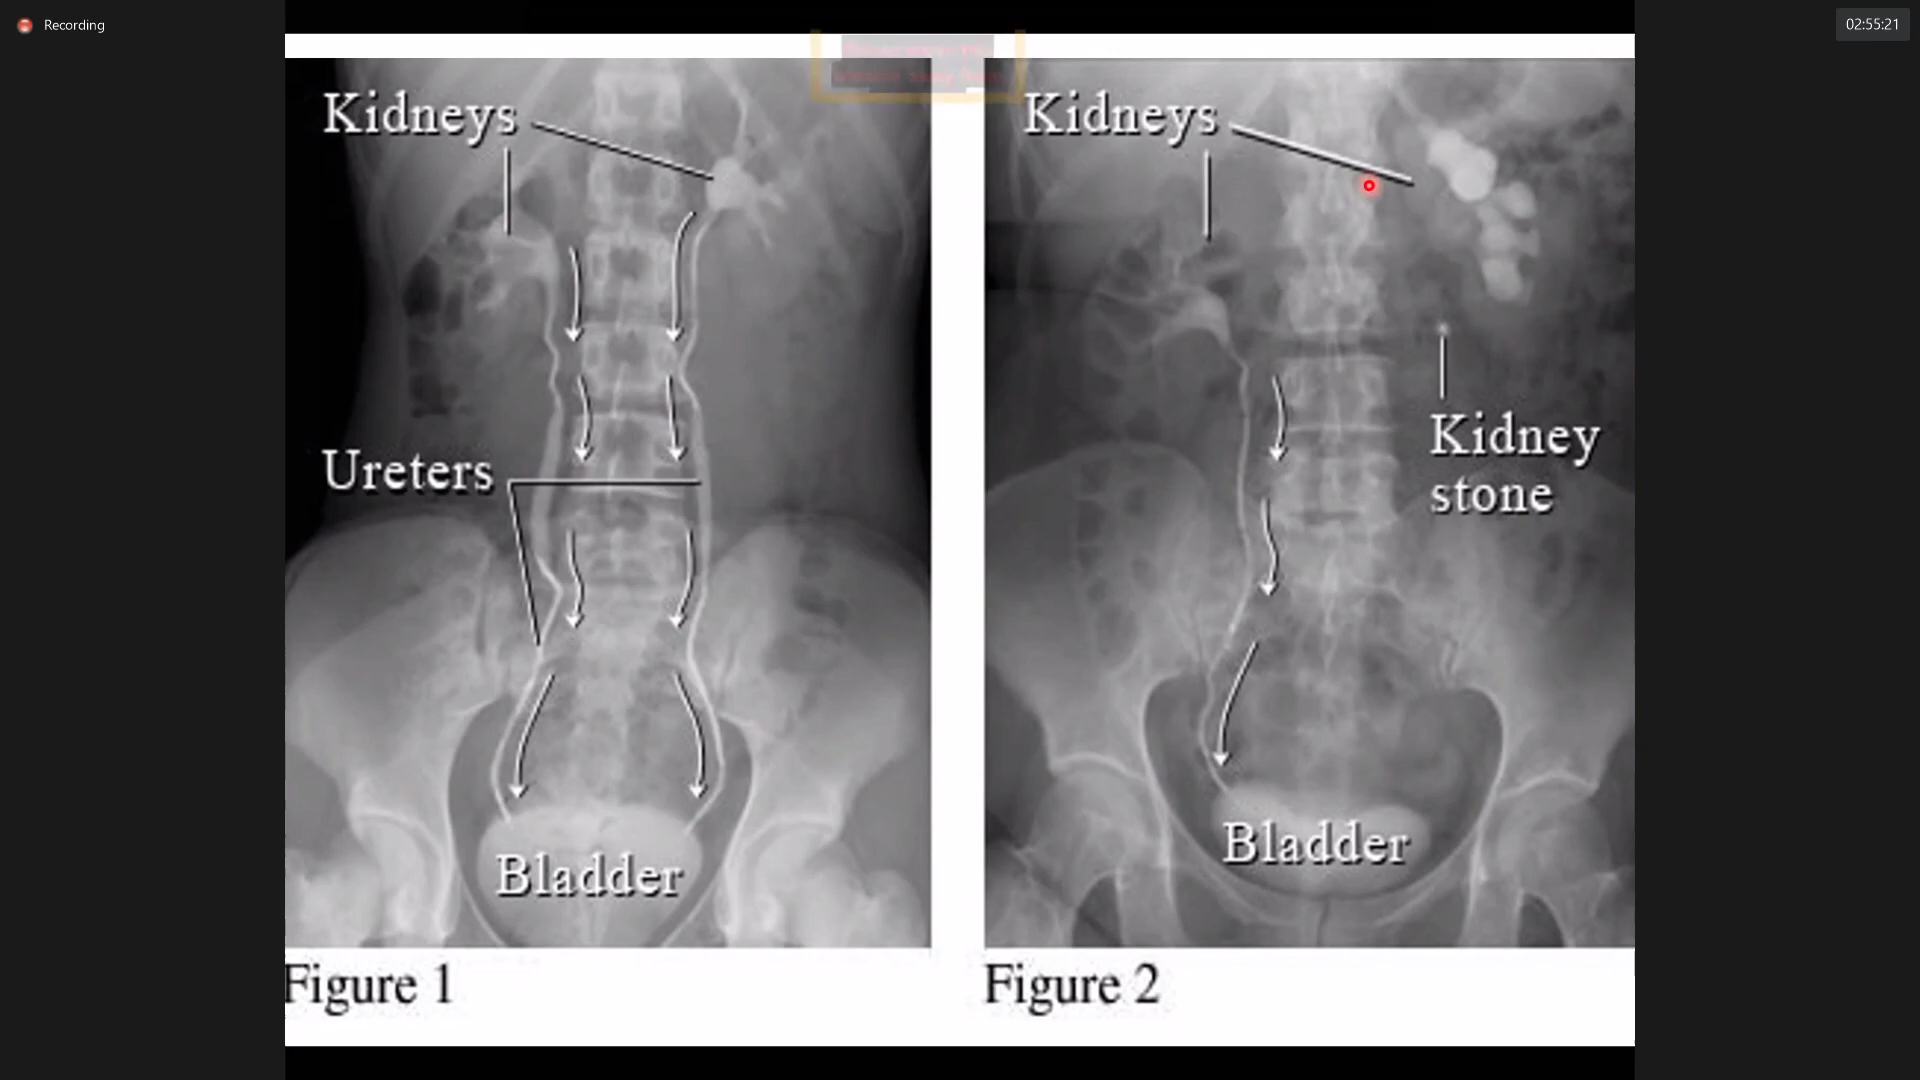 Recording
02:55:21
Kidneys
Ureters
Bladder
Figure 1
Kidneys
Kidney
stone
Bladder
Figure 2